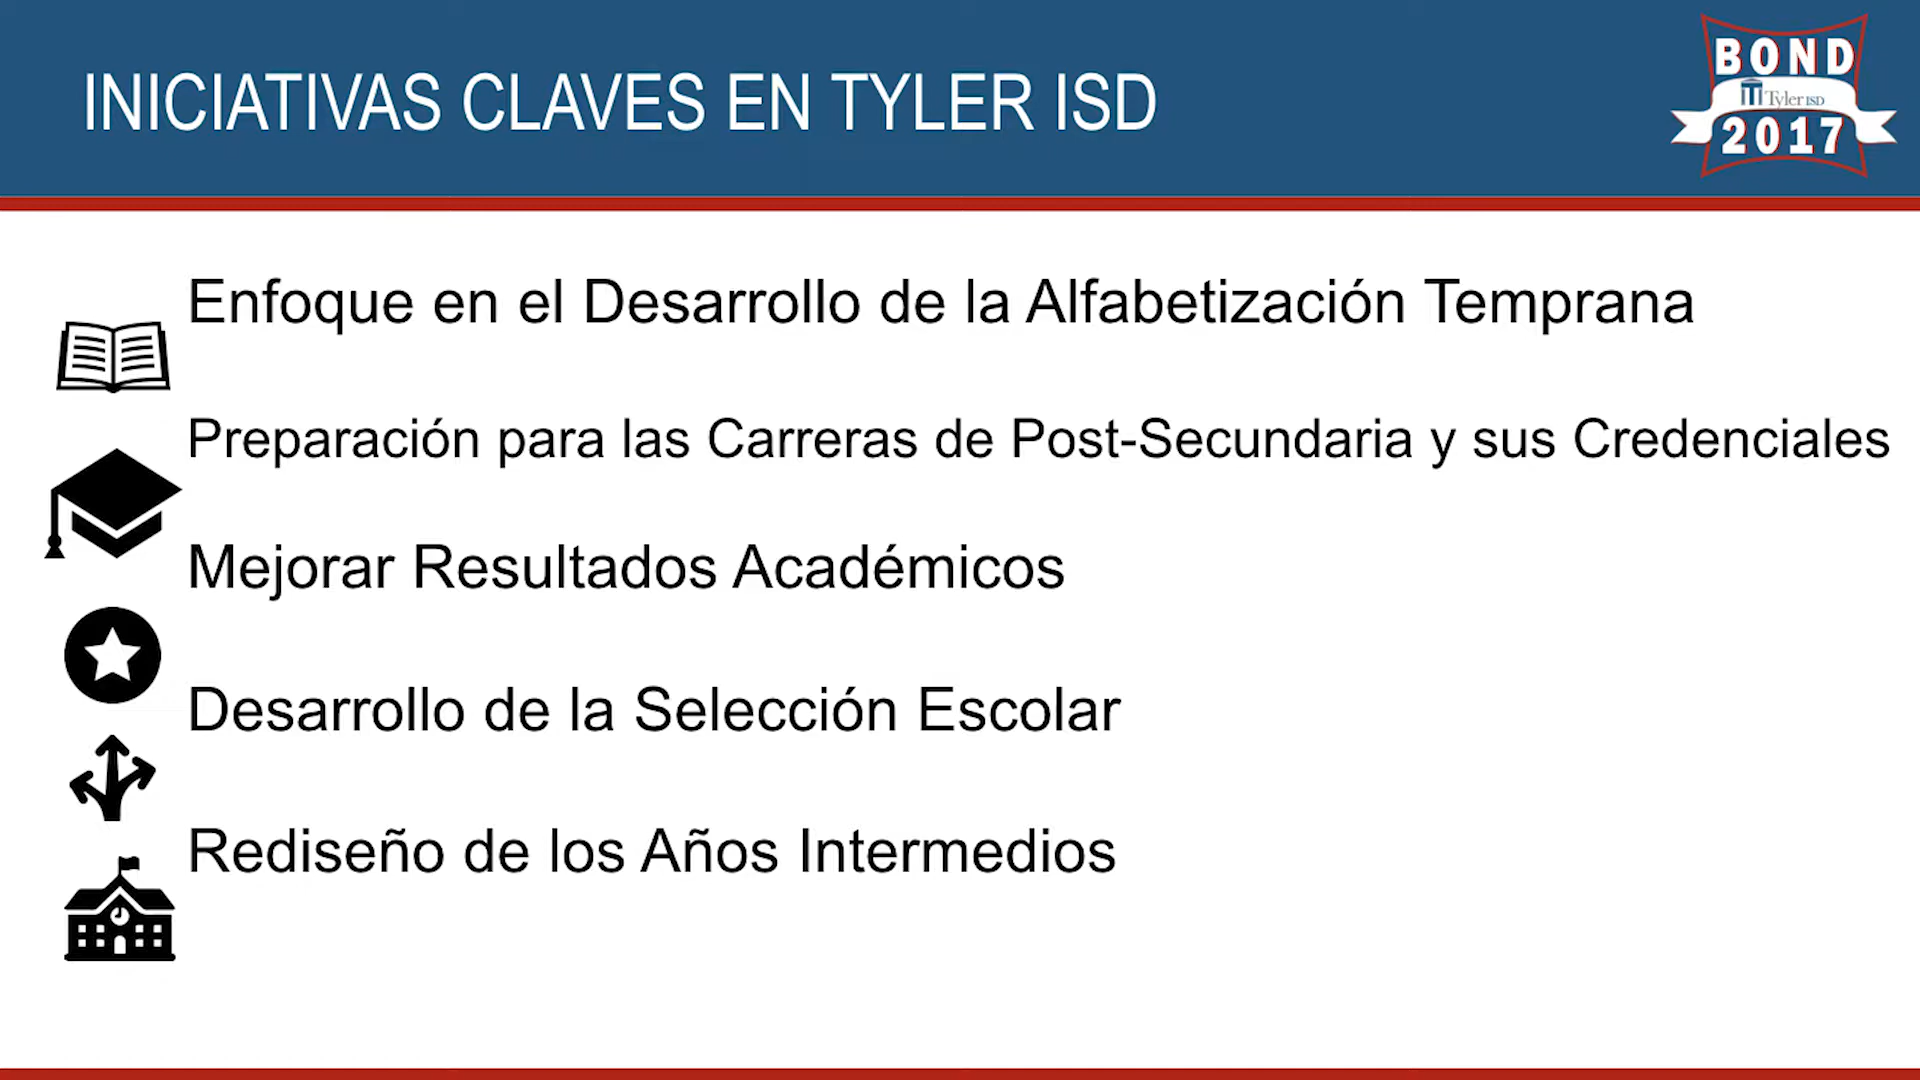 INICIATIVAS CLAVES EN TYLER ISD
BOND
Tyler ISD
2017
Enfoque en el Desarrollo de la Alfabetización Temprana
Preparación para las Carreras de Post-Secundaria y sus Credenciales
Mejorar Resultados Académicos
Desarrollo de la Selección Escolar
Rediseño de los Años Intermedios